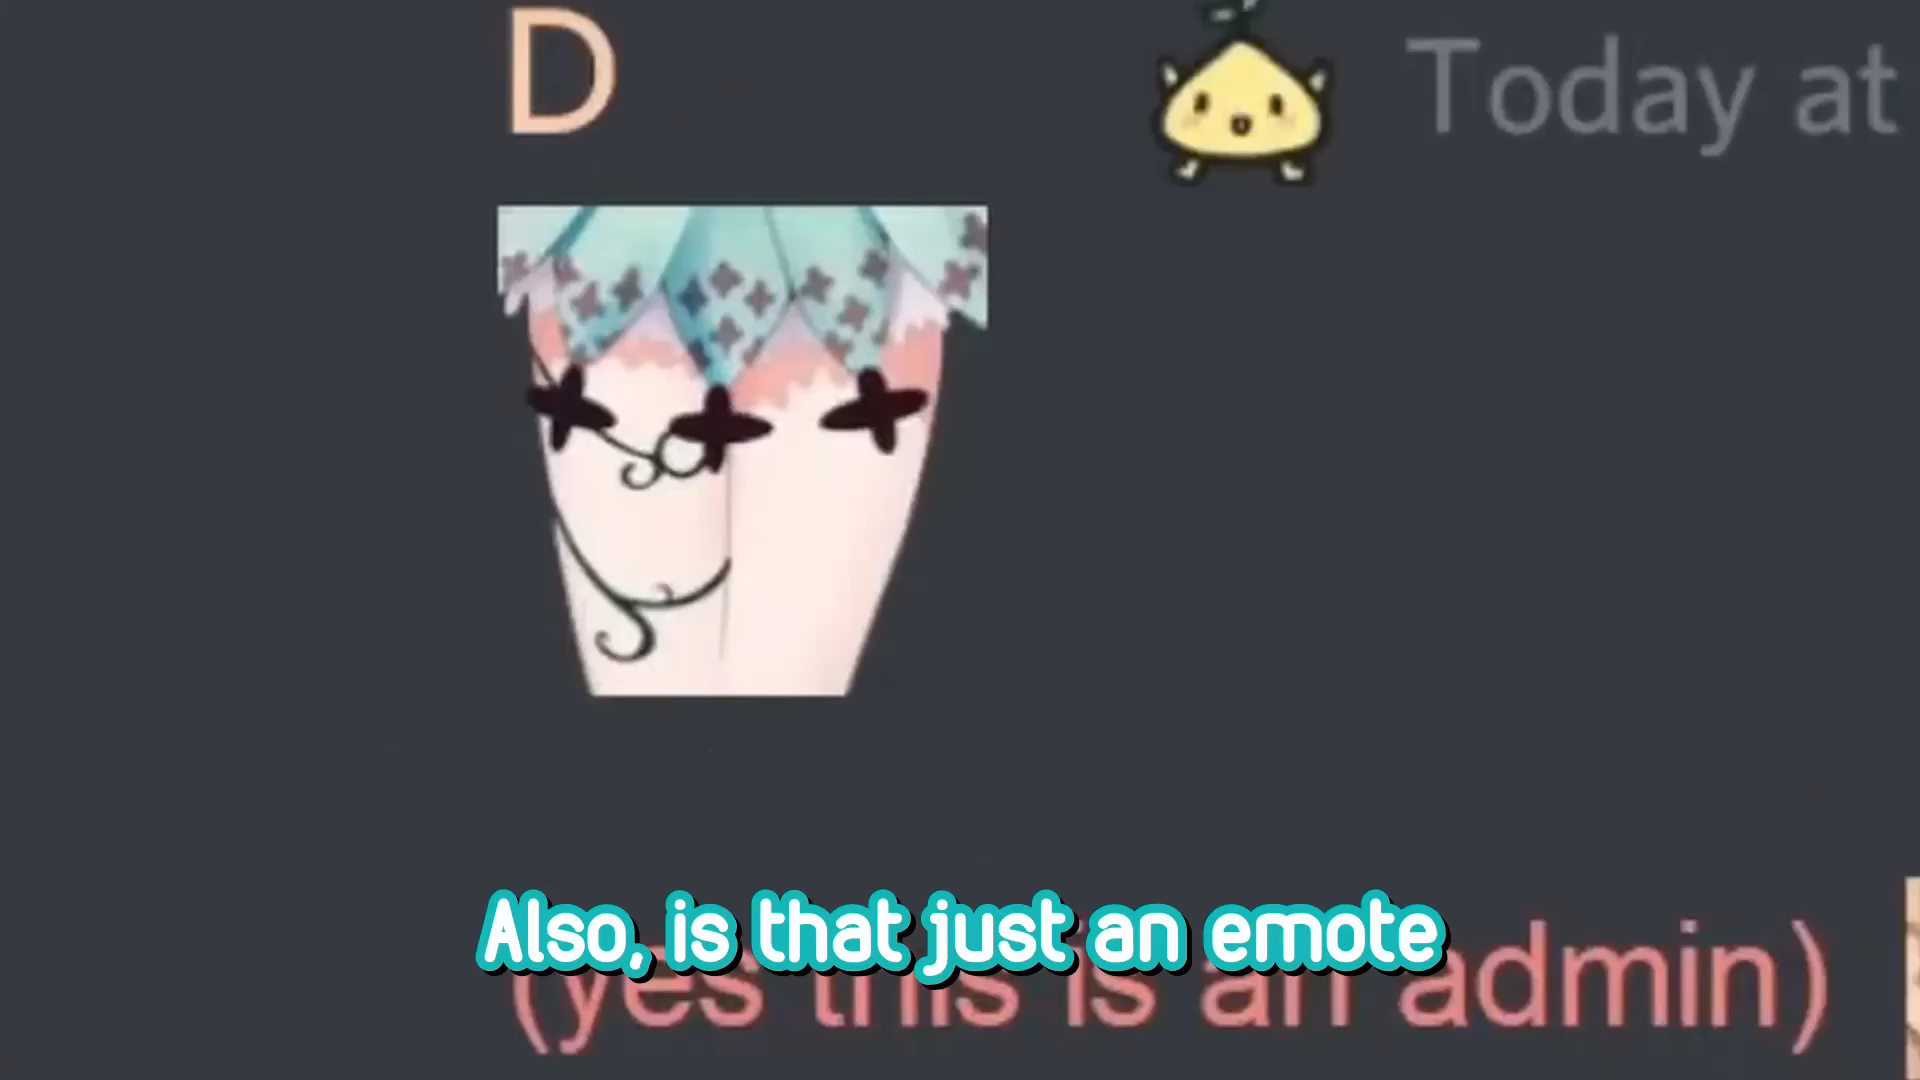 D Today at
Also, is that just an emote
(yes this is an admin)